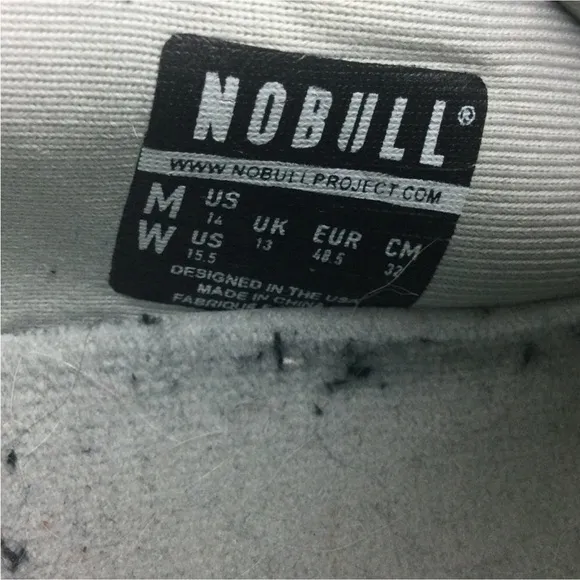 NOBULL®
WWW.NOBULLPROJECT.COM
M US 14 UK 13 EUR 48.5 CM 32
W US 15.5
DESIGNED IN THE USA
MADE IN CHINA
FABRIQUÉ